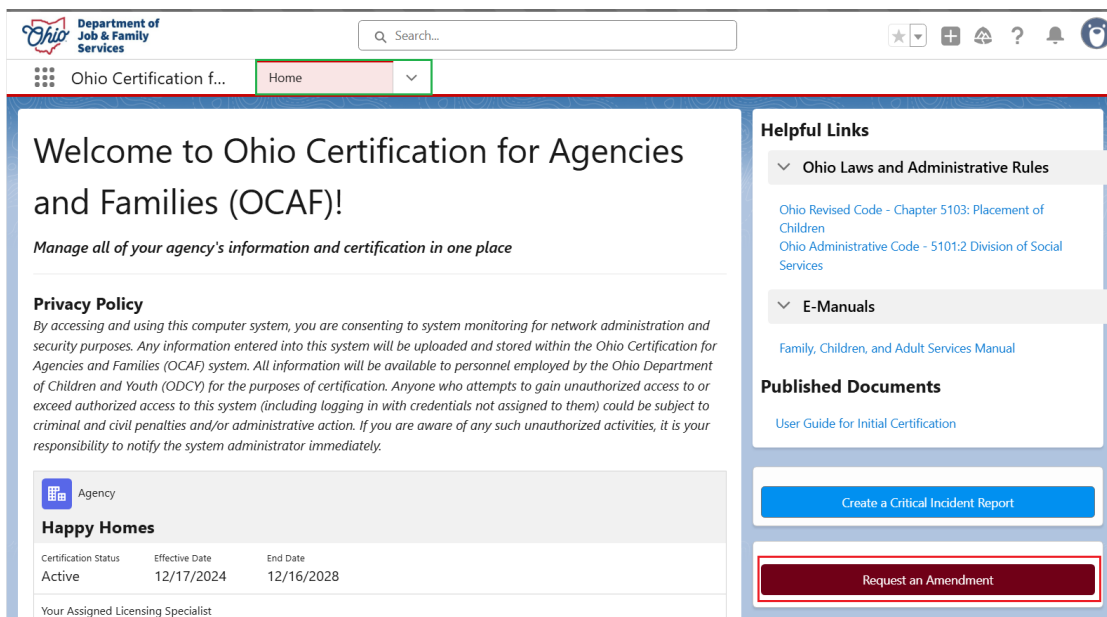 Ohio
Department of
Job & Family
Services
Search...
Ohio Certification f...
Home
Welcome to Ohio Certification for Agencies
and Families (OCAF)!
Manage all of your agency's information and certification in one place
Privacy Policy
By accessing and using this computer system, you are consenting to system monitoring for network administration and
security purposes. Any information entered into this system will be uploaded and stored within the Ohio Certification for
Agencies and Families (OCAF) system. All information will be available to personnel employed by the Ohio Department
of Children and Youth (ODCY) for the purposes of certification. Anyone who attempts to gain unauthorized access to or
exceed authorized access to this system (including logging in with credentials not assigned to them) could be subject to
criminal and civil penalties and/or administrative action. If you are aware of any such unauthorized activities, it is your
responsibility to notify the system administrator immediately.
Agency
Happy Homes
Certification Status Effective Date End Date
Active 12/17/2024 12/16/2028
Your Assigned Licensing Specialist
Helpful Links
Ohio Laws and Administrative Rules
Ohio Revised Code - Chapter 5103: Placement of
Children
Ohio Administrative Code - 5101:2 Division of Social
Services
E-Manuals
Family, Children, and Adult Services Manual
Published Documents
User Guide for Initial Certification
Create a Critical Incident Report
Request an Amendment